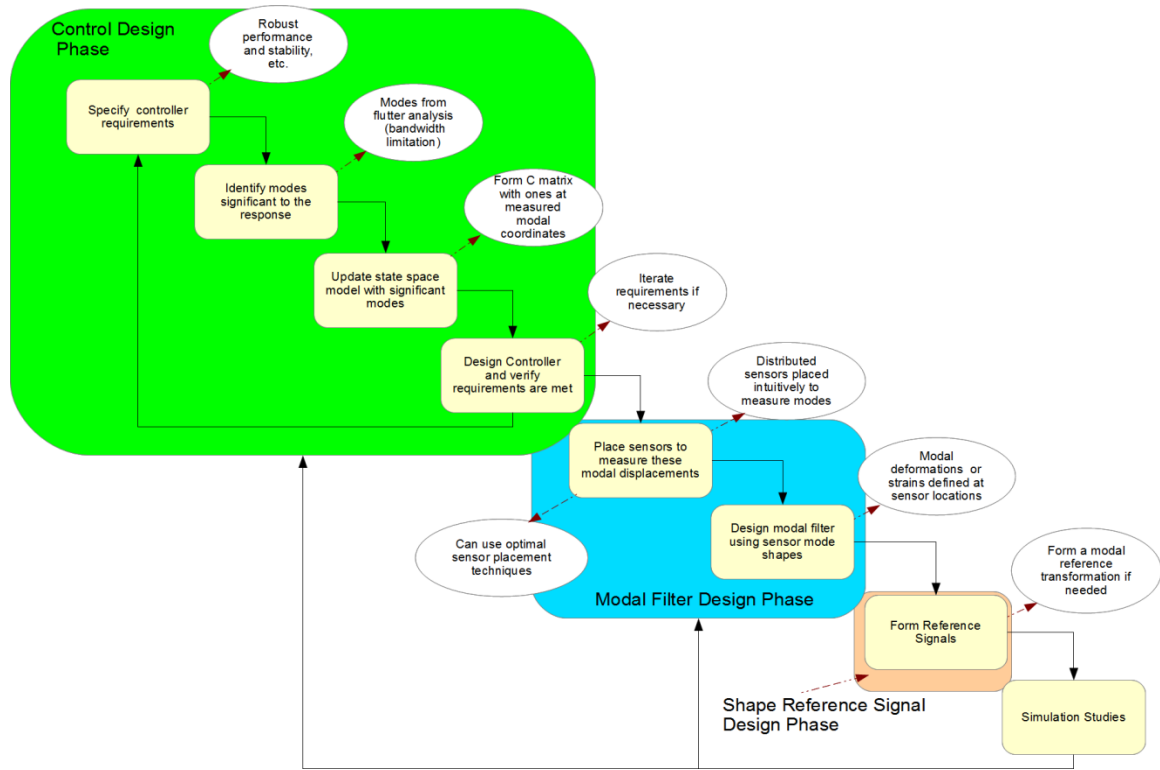 Control Design
Phase
Robust
performance
and stability,
etc.
Specify controller
requirements
Modes from
flutter analysis
(bandwidth
limitation)
Identify modes
significant to the
response
Form C matrix
with ones at
measured
modal
coordinates
Update state space
model with significant
modes
Iterate
requirements if
necessary
Design Controller
and verify
requirements are met
Distributed
sensors placed
intuitively to
measure modes
Place sensors to
measure these
modal displacements
Modal
deformations or
strains defined at
sensor locations
Can use optimal
sensor placement
techniques
Design modal filter
using sensor mode
shapes
Modal Filter Design Phase
Form a modal
reference
transformation if
needed
Form Reference
Signals
Shape Reference Signal
Design Phase
Simulation Studies